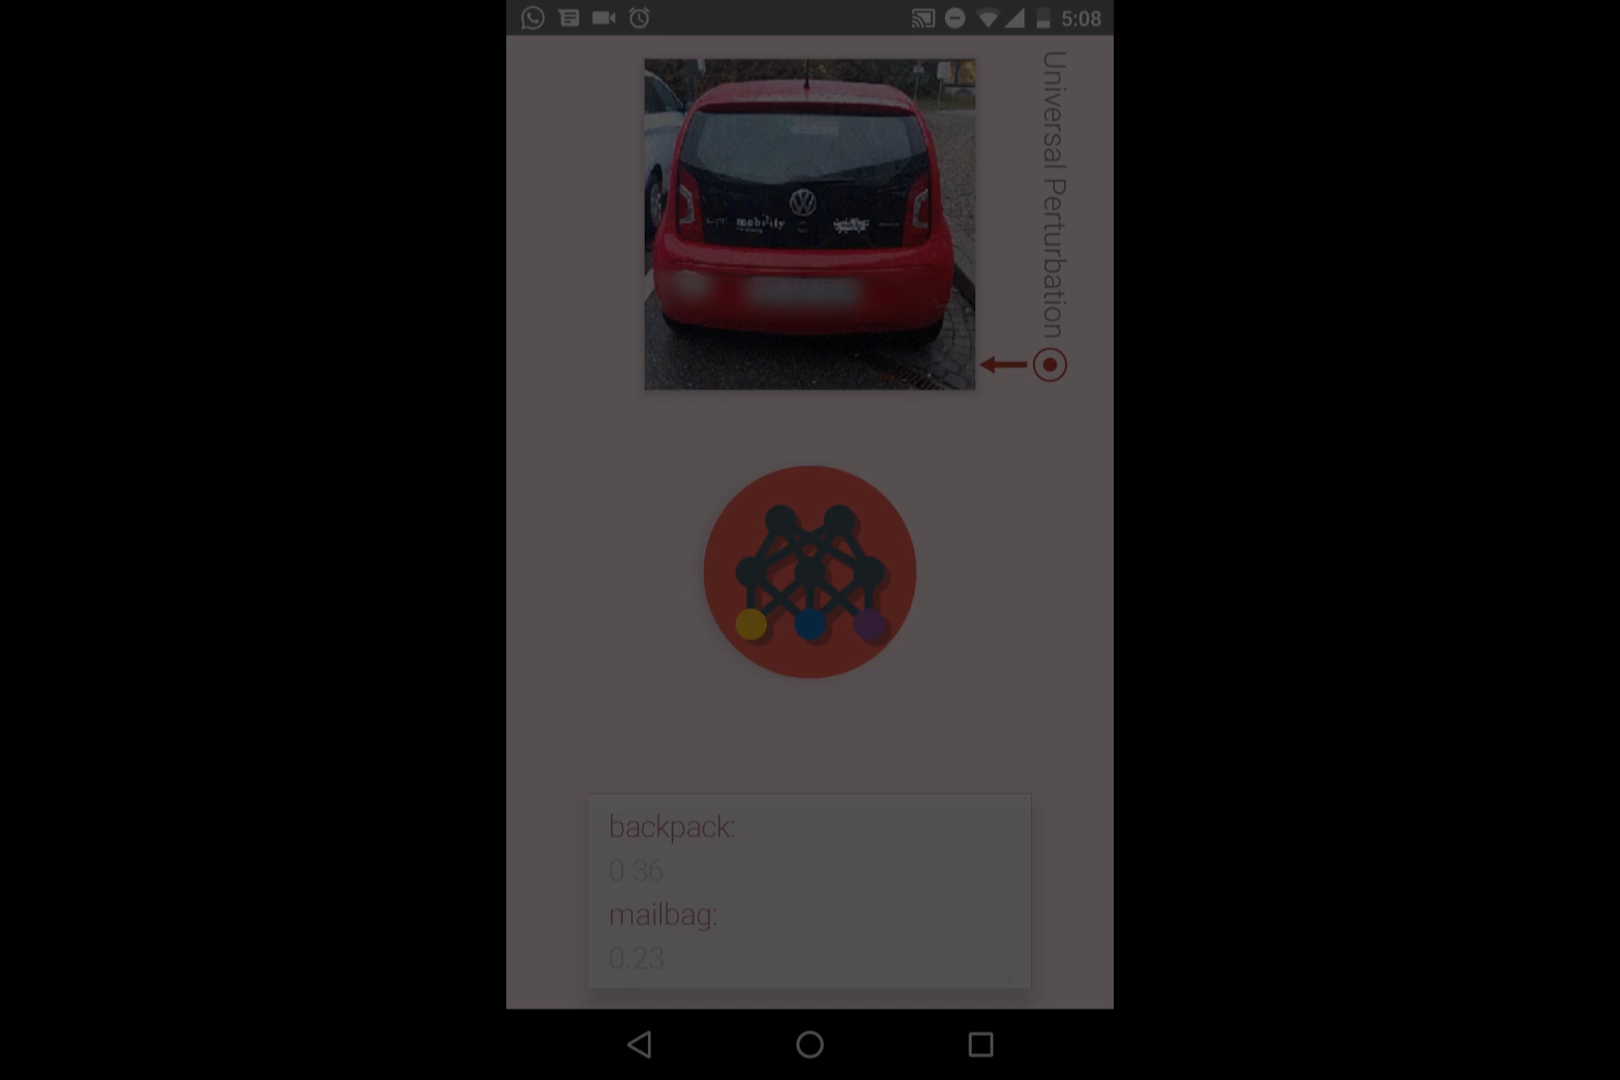 5:08
Universal Perturbation
mobility
backpack:
0.36
mailbag:
0.23